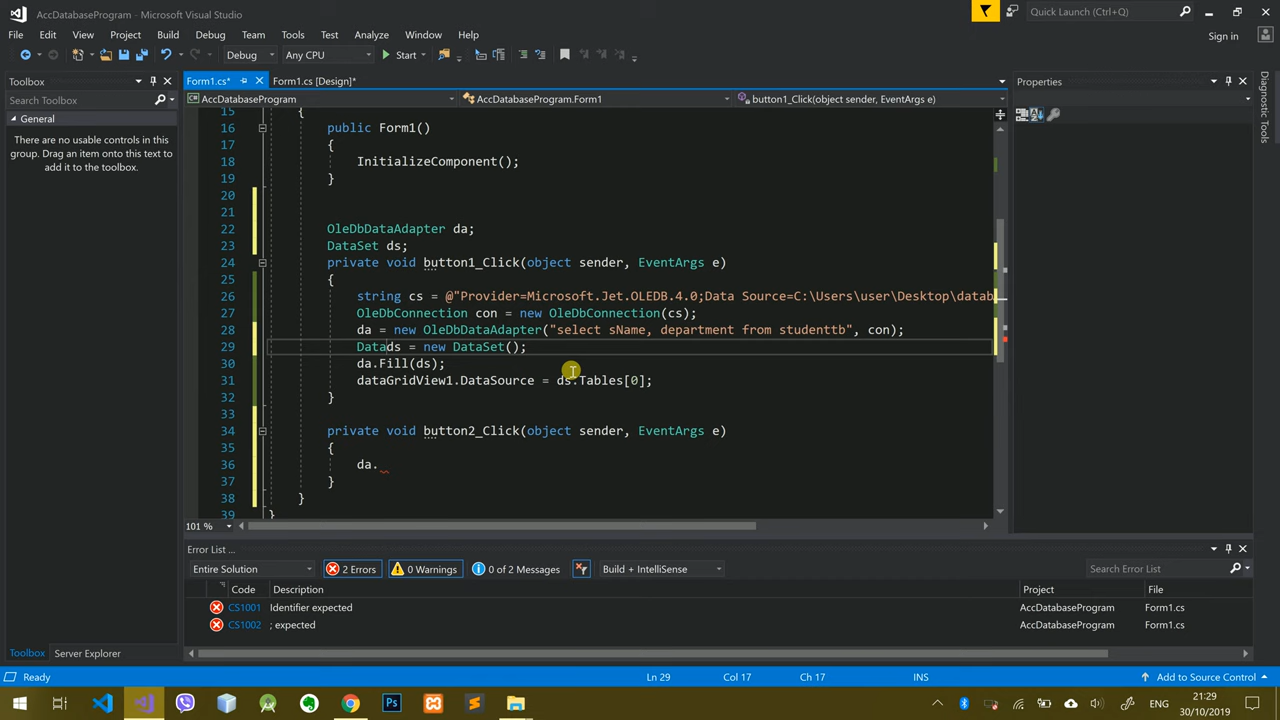 AccDatabaseProgram - Microsoft Visual Studio
Quick Launch (Ctrl+Q)
File Edit View Project Build Debug Team Tools Test Analyze Window Help
Sign in
Debug Any CPU Start
Toolbox
Form1.cs* Form1.cs [Design]*
Properties
Diagnostic Tools
Search Toolbox
AccDatabaseProgram AccDatabaseProgram.Form1 button1_Click(object sender, EventArgs e)
General
There are no usable controls in this
group. Drag an item onto this text to
add it to the toolbox.
15 {
16 public Form1()
17 {
18 InitializeComponent();
19 }
20
21
22 OleDbDataAdapter da;
23 DataSet ds;
24 private void button1_Click(object sender, EventArgs e)
25 {
26 string cs = @"Provider=Microsoft.Jet.OLEDB.4.0;Data Source=C:\Users\user\Desktop\datab
27 OleDbConnection con = new OleDbConnection(cs);
28 da = new OleDbDataAdapter("select sName, department from studenttb", con);
29 Datads = new DataSet();
30 da.Fill(ds);
31 dataGridView1.DataSource = ds.Tables[0];
32 }
33
34 private void button2_Click(object sender, EventArgs e)
35 {
36 da.
37 }
38 }
39 }
101 %
Error List ...
Entire Solution 2 Errors 0 Warnings 0 of 2 Messages Build + IntelliSense Search Error List
Code Description Project File
CS1001 Identifier expected AccDatabaseProgram Form1.cs
CS1002 ; expected AccDatabaseProgram Form1.cs
Toolbox Server Explorer
Ready Ln 29 Col 17 Ch 17 INS Add to Source Control
Ps
ENG
21:29
30/10/2019